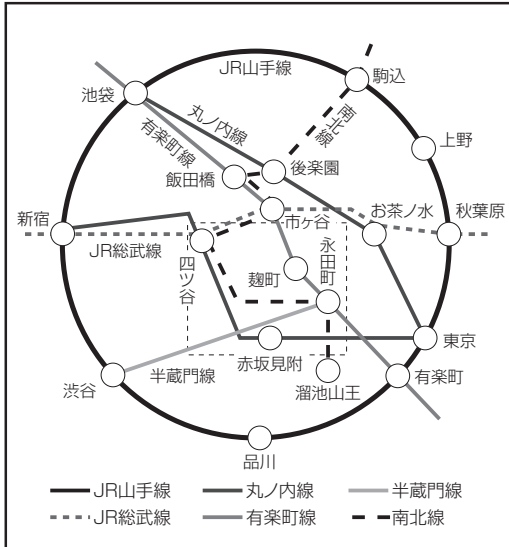 JR山手線
駒込
池袋
丸ノ内線
南北線
有楽町線
上野
飯田橋
後楽園
新宿
市ヶ谷
お茶ノ水
秋葉原
JR総武線
四ツ谷
麹町
永田町
東京
赤坂見附
半蔵門線
渋谷
溜池山王
有楽町
品川
JR山手線 丸ノ内線 半蔵門線
JR総武線 有楽町線 南北線